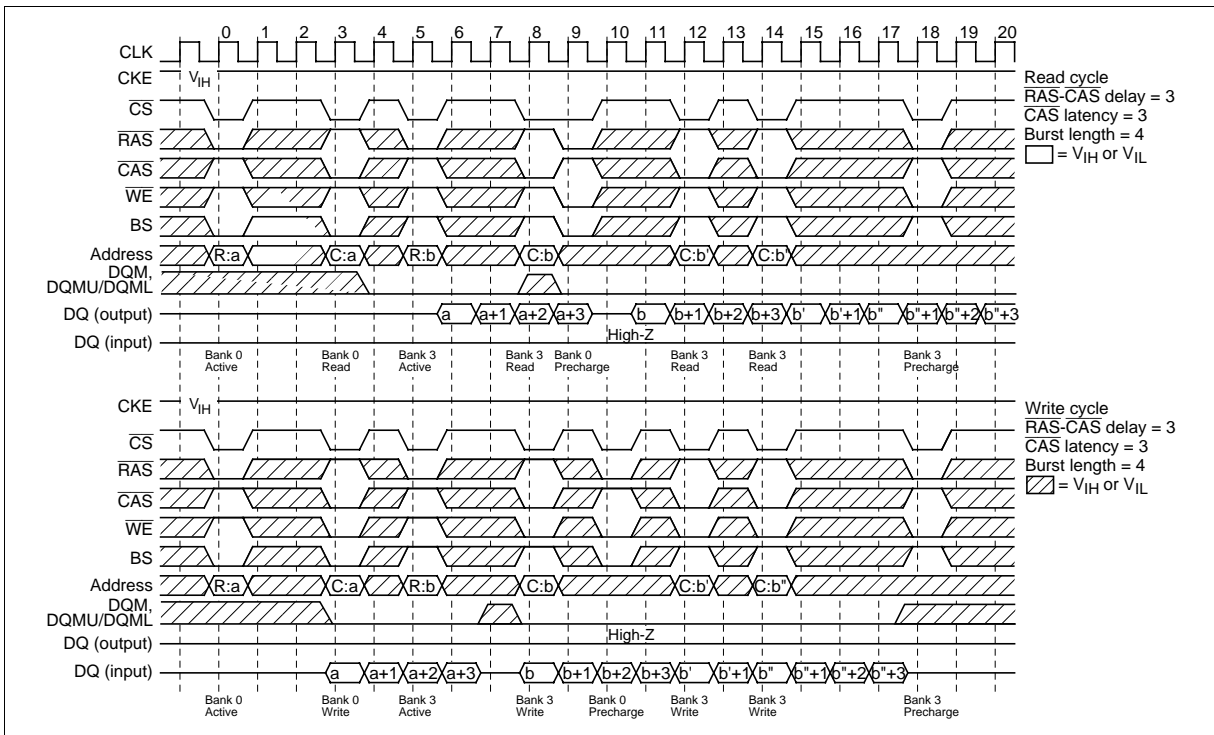 0 1 2 3 4 5 6 7 8 9 10 11 12 13 14 15 16 17 18 19 20
CLK
CKE VIH
CS
RAS
CAS
WE
BS
Address R:a C:a R:b C:b C:b' C:b"
DQM,
DQMU/DQML
DQ (output) a a+1 a+2 a+3 b b+1 b+2 b+3 b' b'+1 b" b"+1 b"+2 b"+3
High-Z
DQ (input)
Bank 0 Bank 0 Bank 3 Bank 3 Bank 0 Bank 3 Bank 3 Bank 3
Active Read Active Read Precharge Read Read Precharge
Read cycle
RAS-CAS delay = 3
CAS latency = 3
Burst length = 4
= VIH or VIL
CKE VIH
CS
RAS
CAS
WE
BS
Address R:a C:a R:b C:b C:b' C:b"
DQM,
DQMU/DQML
DQ (output) High-Z
DQ (input) a a+1 a+2 a+3 b b+1 b+2 b+3 b' b'+1 b" b"+1 b"+2 b"+3
Bank 0 Bank 0 Bank 3 Bank 3 Bank 0 Bank 3 Bank 3 Bank 3
Active Write Active Write Precharge Write Write Precharge
Write cycle
RAS-CAS delay = 3
CAS latency = 3
Burst length = 4
= VIH or VIL